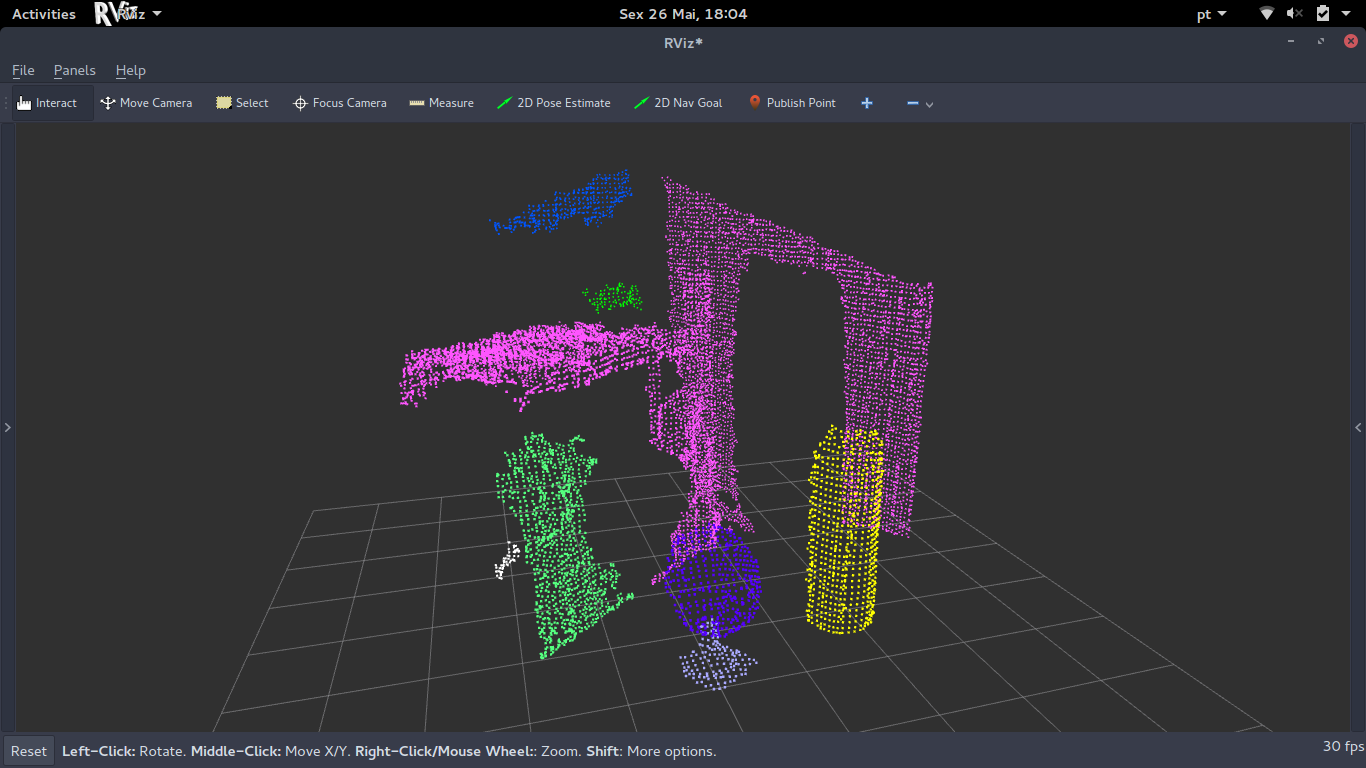 Activities RViz Sex 26 Mai, 18:04 pt
RViz*
File Panels Help
Interact Move Camera Select Focus Camera Measure 2D Pose Estimate 2D Nav Goal Publish Point
Reset Left-Click: Rotate. Middle-Click: Move X/Y. Right-Click/Mouse Wheel:: Zoom. Shift: More options. 30 fps